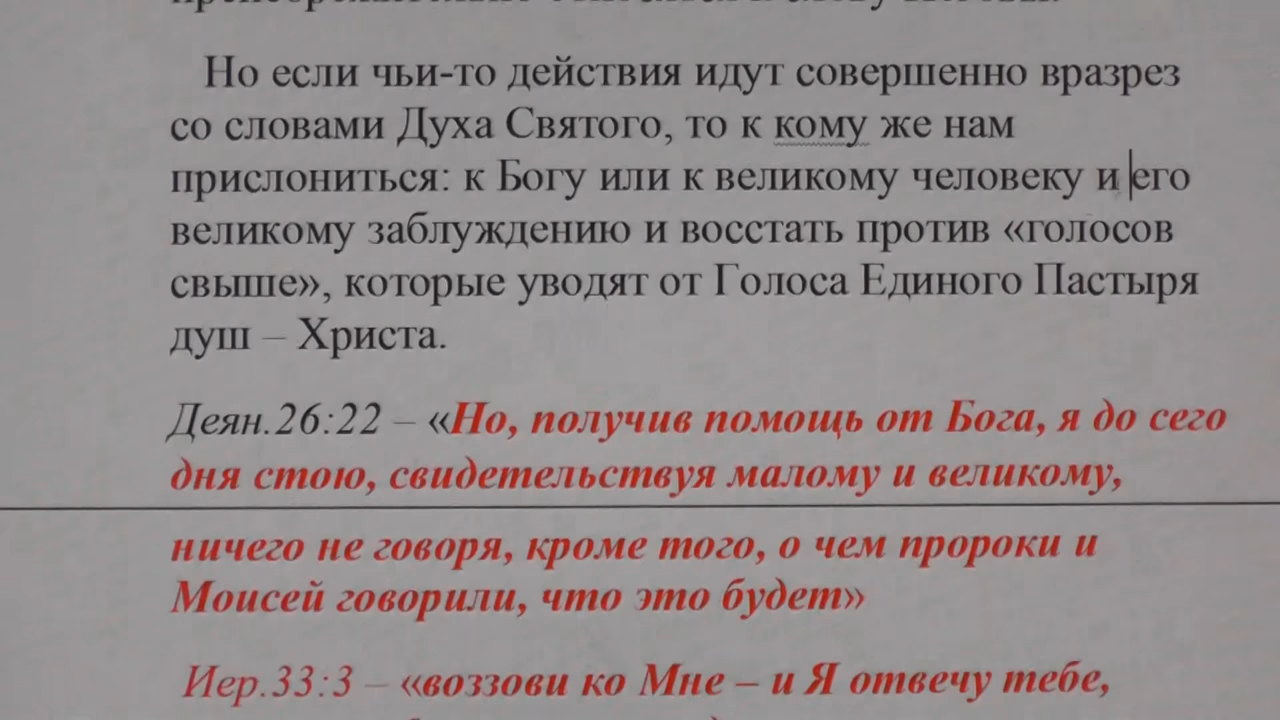 Но если чьи-то действия идут совершенно вразрез
со словами Духа Святого, то к кому же нам
прислониться: к Богу или к великому человеку и его
великому заблуждению и восстать против «голосов
свыше», которые уводят от Голоса Единого Пастыря
душ – Христа.
Деян.26:22 – «Но, получив помощь от Бога, я до сего
дня стою, свидетельствуя малому и великому,
ничего не говоря, кроме того, о чем пророки и
Моисей говорили, что это будет»
Иер.33:3 – «воззови ко Мне – и Я отвечу тебе,